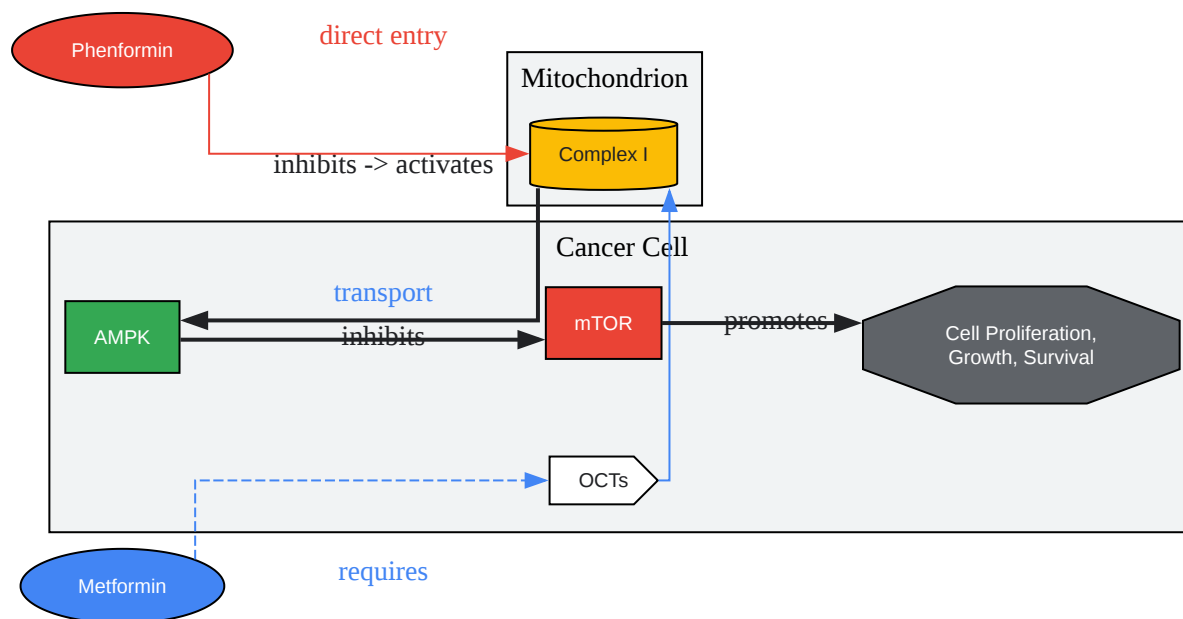 Phenformin
direct entry
Mitochondrion
Complex I
inhibits -> activates
Cancer Cell
transport
AMPK
inhibits
mTOR
promotes
Cell Proliferation,
Growth, Survival
OCTs
requires
Metformin